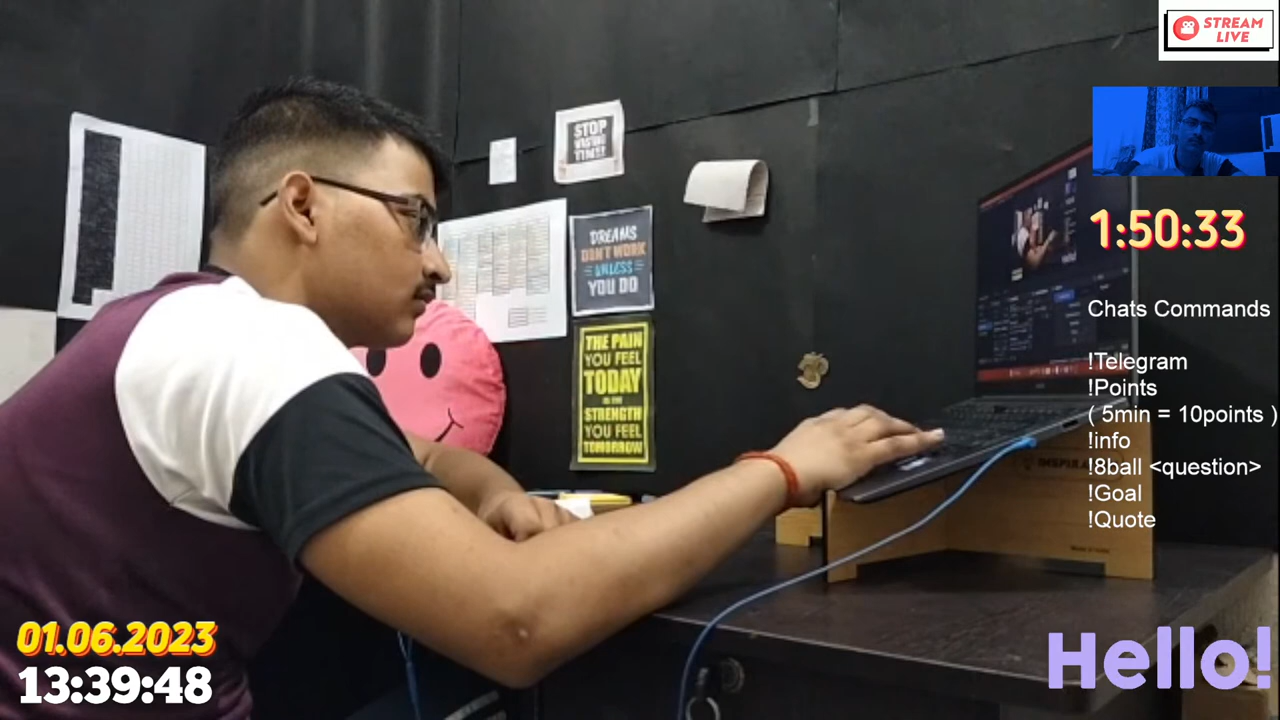 STREAM
LIVE
STOP
DREAMS
DON'T WORK
UNLESS
YOU DO
THE PAIN
YOU FEEL
TODAY
IS THE
STRENGTH
YOU FEEL
TOMORROW
1:50:33
Chats Commands
!Telegram
!Points
( 5min = 10points )
!info
!8ball <question>
!Goal
!Quote
01.06.2023
13:39:48
Hello!